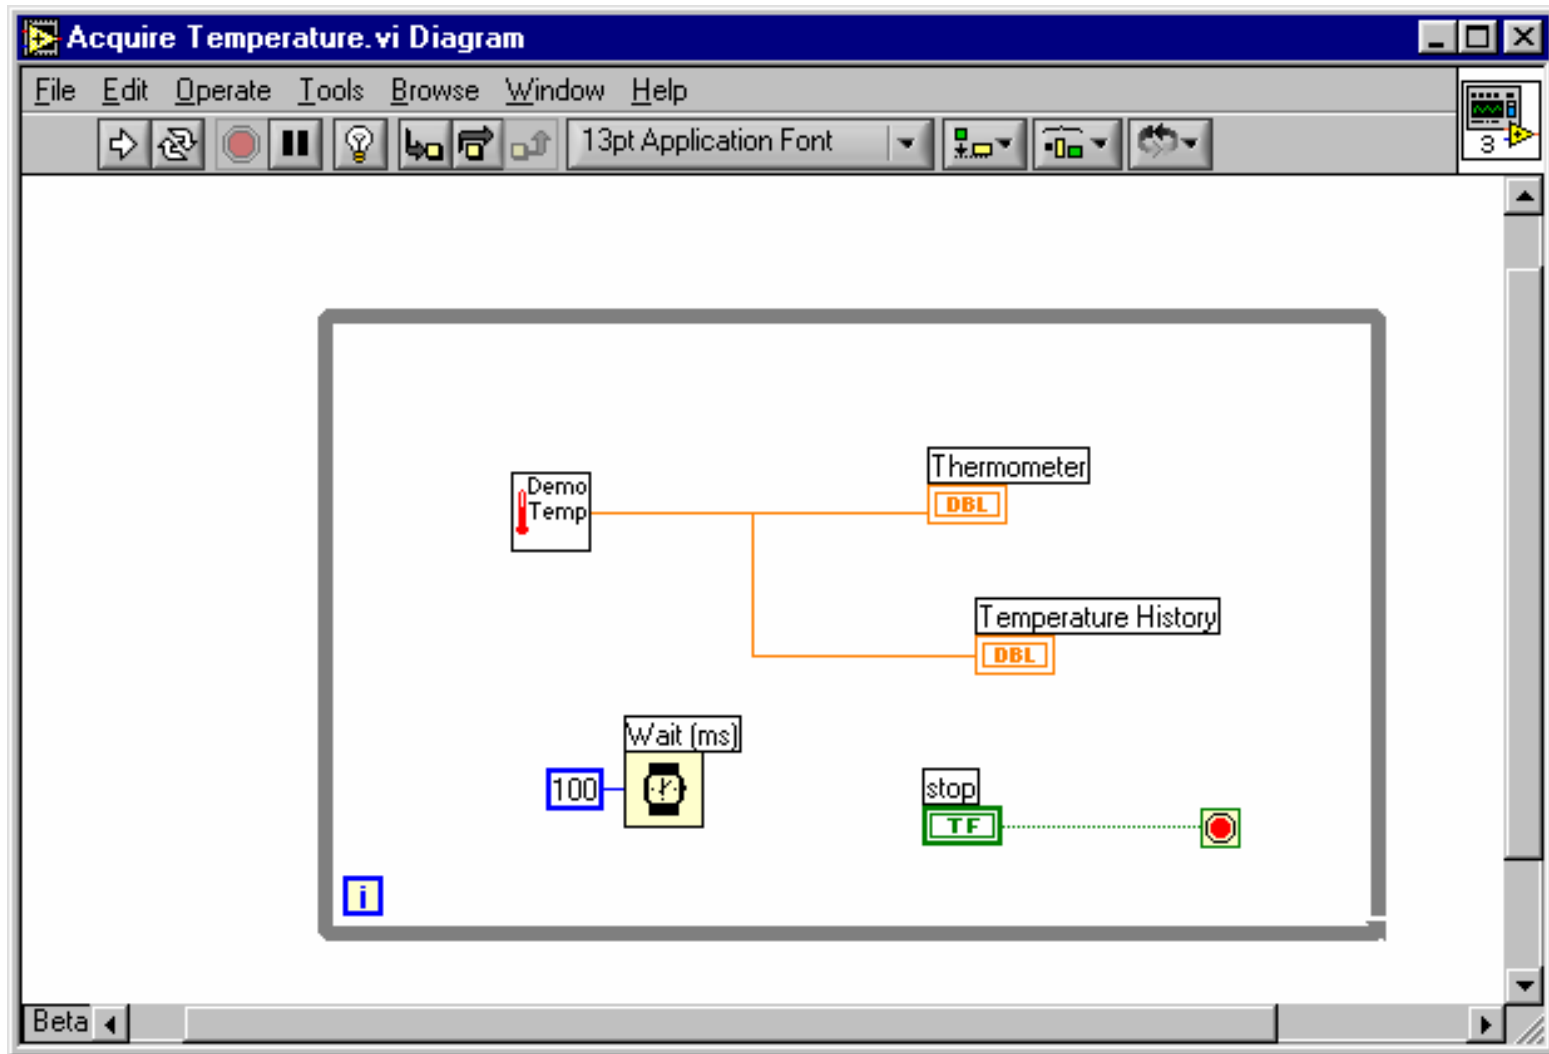 Acquire Temperature.vi Diagram
File Edit Operate Tools Browse Window Help
13pt Application Font
3
Thermometer
DBL
Demo
Temp
Temperature History
DBL
Wait (ms)
100
stop
TF
i
Beta